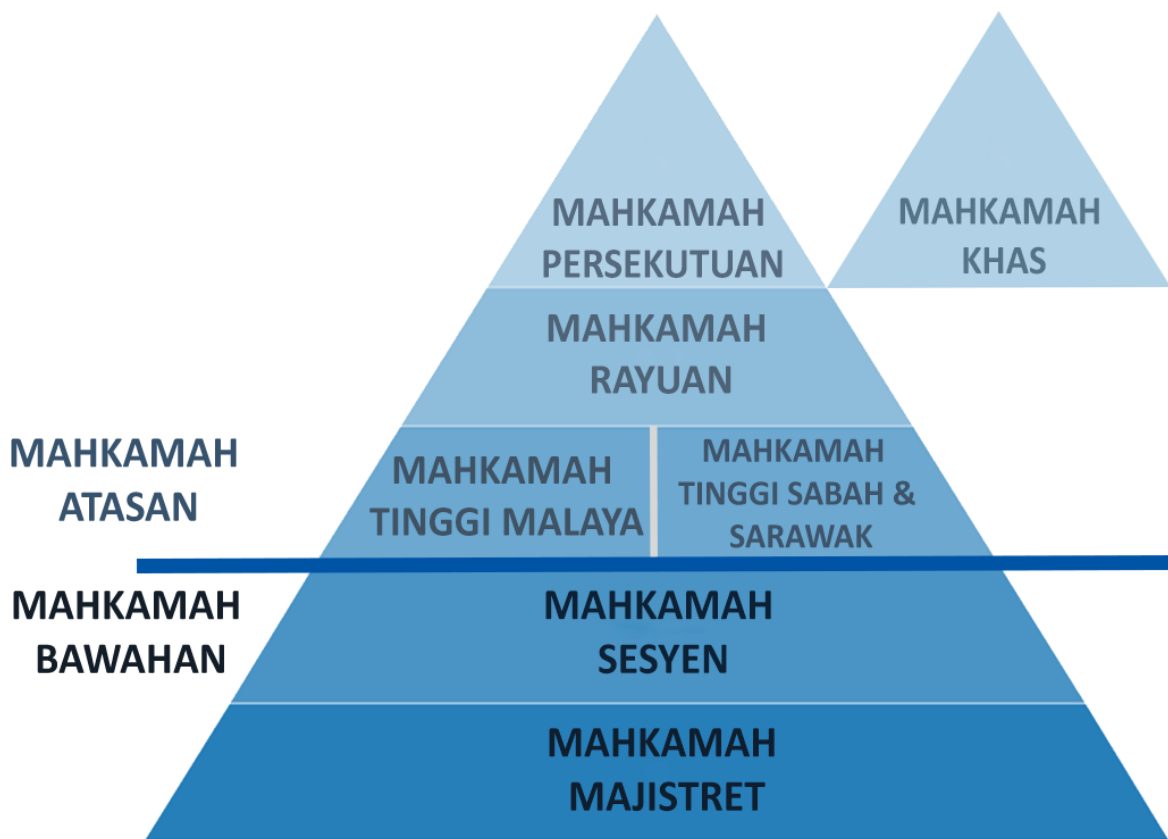 MAHKAMAH
PERSEKUTUAN
MAHKAMAH
KHAS
MAHKAMAH
RAYUAN
MAHKAMAH
ATASAN
MAHKAMAH
TINGGI MALAYA
MAHKAMAH
TINGGI SABAH &
SARAWAK
MAHKAMAH
BAWAHAN
MAHKAMAH
SESYEN
MAHKAMAH
MAJISTRET